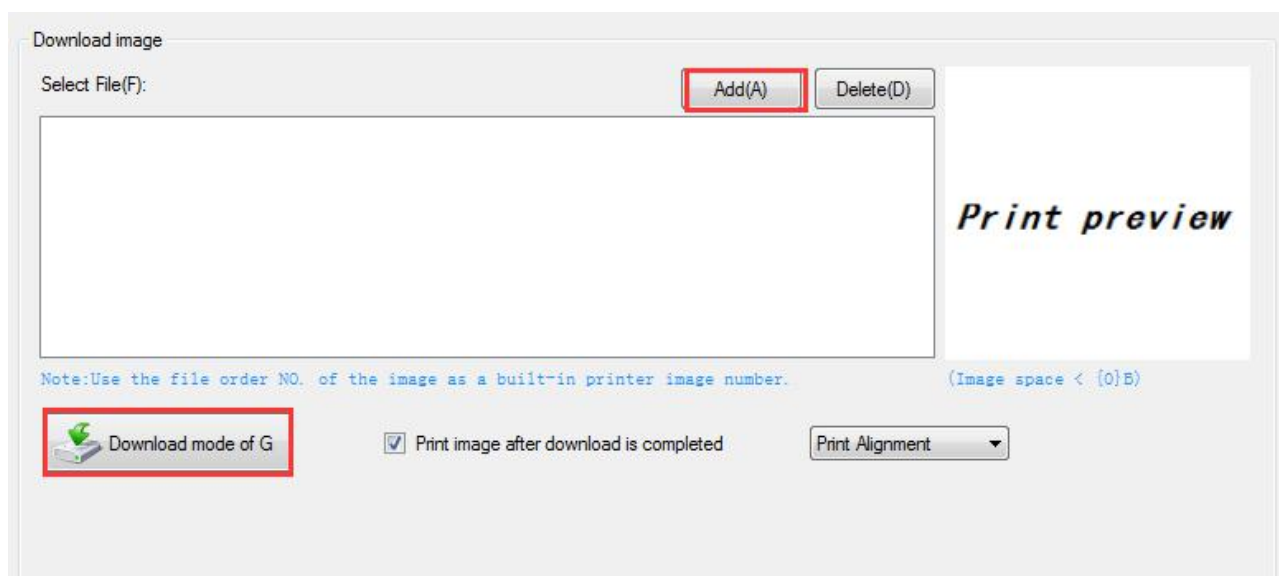 Download image
Select File(F):
Add(A)
Delete(D)
Print preview
Note:Use the file order NO. of the image as a built-in printer image number.
(Image space < {0}B)
Download mode of G
Print image after download is completed
Print Alignment